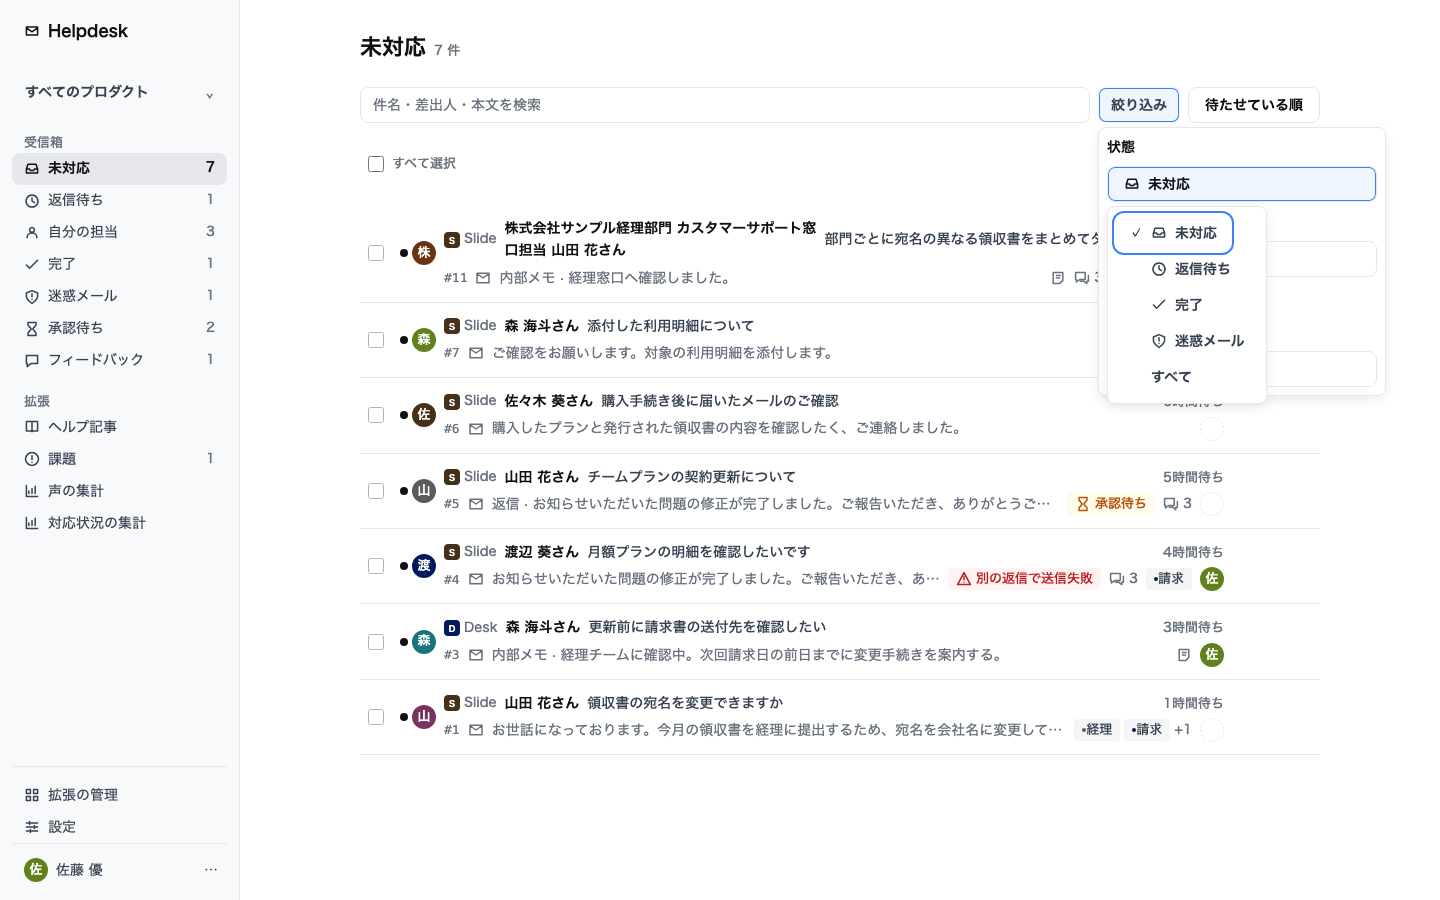 Helpdesk
すべてのプロダクト
受信箱
未対応 7
返信待ち 1
自分の担当 3
完了 1
迷惑メール 1
承認待ち 2
フィードバック 1
拡張
ヘルプ記事
課題 1
声の集計
対応状況の集計
拡張の管理
設定
佐 佐藤 優 …
未対応 7 件
件名・差出人・本文を検索 絞り込み 待たせている順
すべて選択
状態
未対応
✓ 未対応
返信待ち
完了
迷惑メール
すべて
株 S Slide 株式会社サンプル経理部門 カスタマーサポート窓
口担当 山田 花さん 部門ごとに宛名の異なる領収書をまとめて
#11 内部メモ · 経理窓口へ確認しました。
森 S Slide 森 海斗さん 添付した利用明細について
#7 ご確認をお願いします。対象の利用明細を添付します。
佐 S Slide 佐々木 葵さん 購入手続き後に届いたメールのご確認
#6 購入したプランと発行された領収書の内容を確認したく、ご連絡しました。
山 S Slide 山田 花さん チームプランの契約更新について 5時間待ち
#5 返信 · お知らせいただいた問題の修正が完了しました。ご報告いただき、ありがとうご… 承認待ち 3
渡 S Slide 渡辺 葵さん 月額プランの明細を確認したいです 4時間待ち
#4 お知らせいただいた問題の修正が完了しました。ご報告いただき、あ… 別の返信で送信失敗 3 •請求 佐
森 D Desk 森 海斗さん 更新前に請求書の送付先を確認したい 3時間待ち
#3 内部メモ · 経理チームに確認中。次回請求日の前日までに変更手続きを案内する。 佐
山 S Slide 山田 花さん 領収書の宛名を変更できますか 1時間待ち
#1 お世話になっております。今月の領収書を経理に提出するため、宛名を会社名に変更して… •経理 •請求 +1